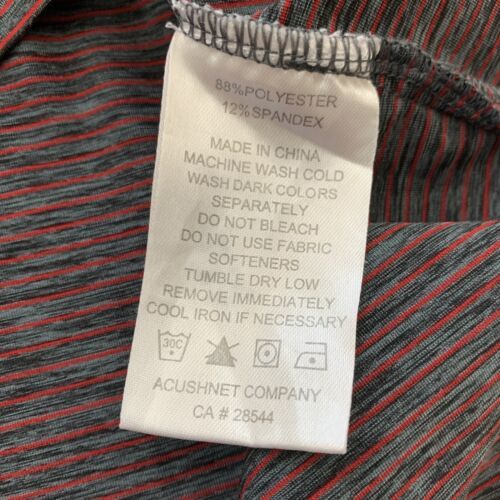 88%POLYESTER
12%SPANDEX
MADE IN CHINA
MACHINE WASH COLD
WASH DARK COLORS
SEPARATELY
DO NOT BLEACH
DO NOT USE FABRIC
SOFTENERS
TUMBLE DRY LOW
REMOVE IMMEDIATELY
COOL IRON IF NECESSARY
30C
ACUSHNET COMPANY
CA # 28544